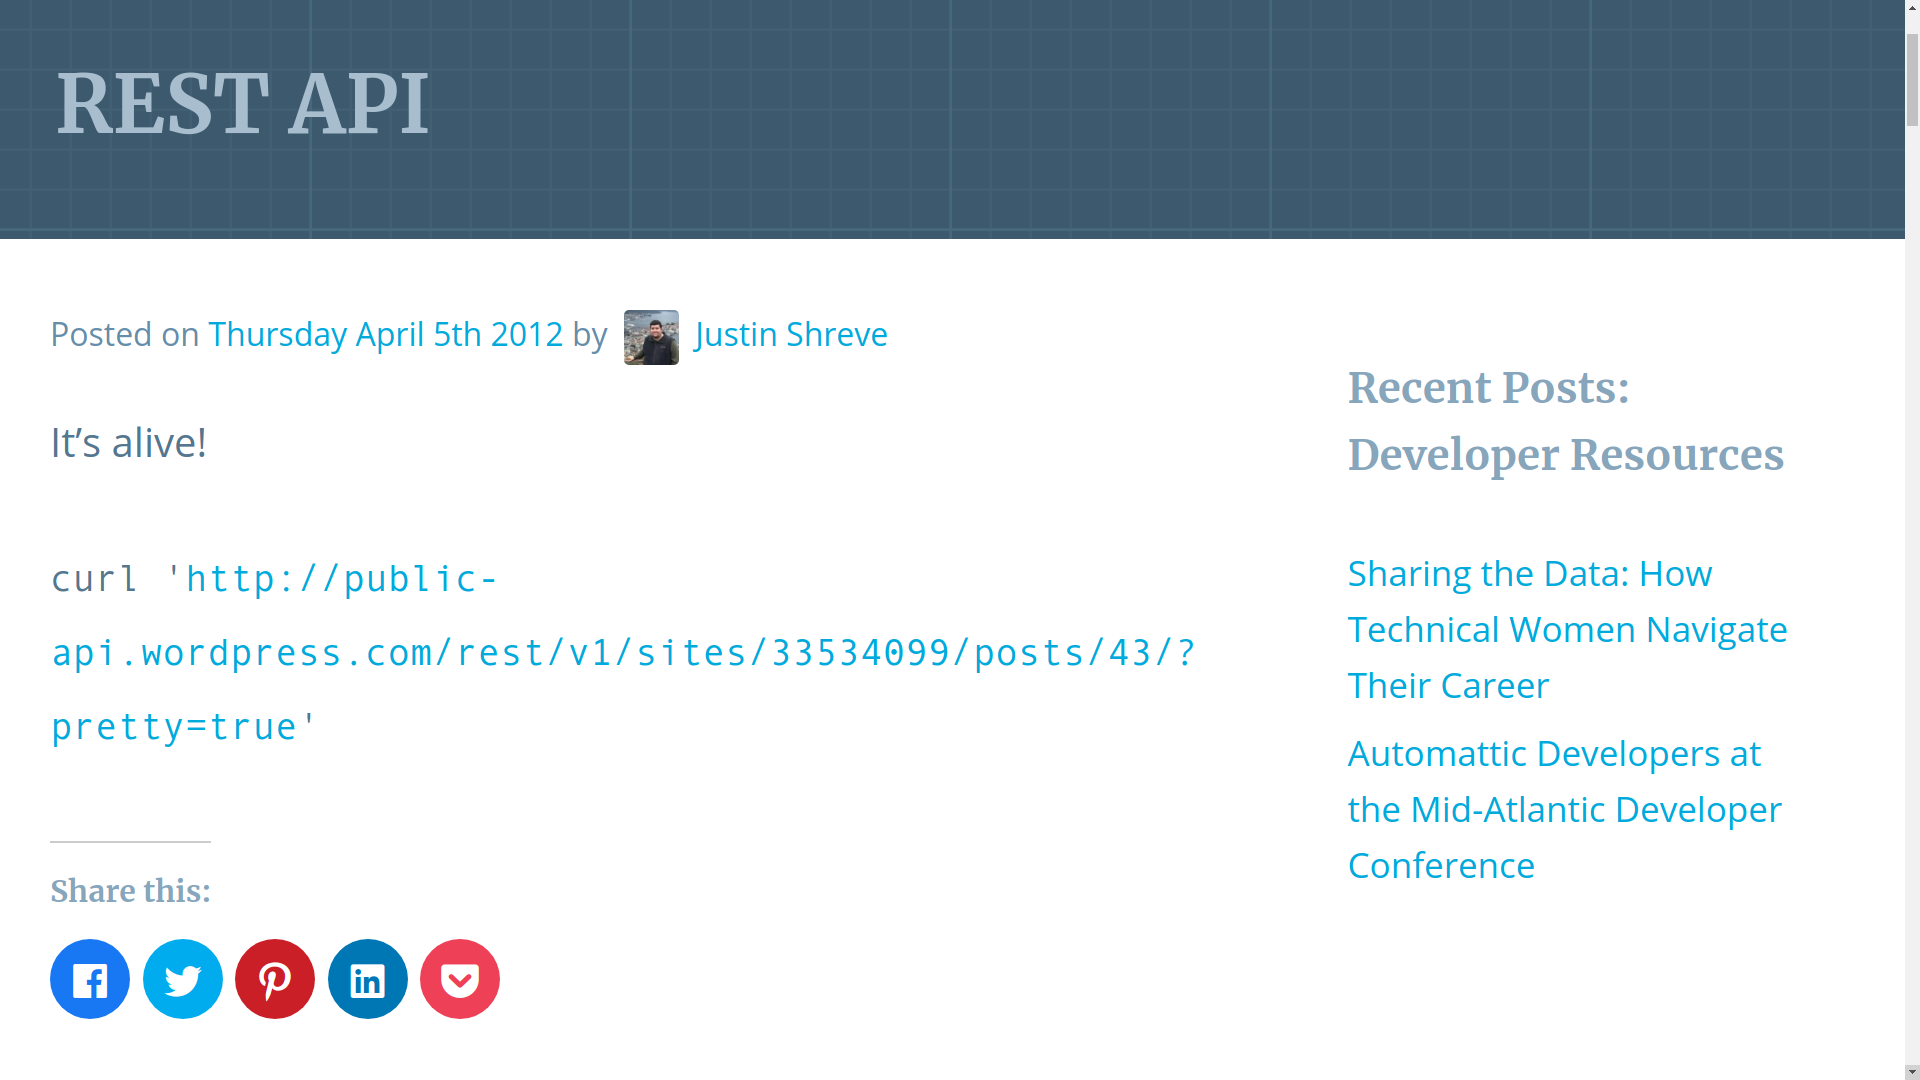 REST API
Posted on Thursday April 5th 2012 by Justin Shreve
It’s alive!
curl 'http://public-
api.wordpress.com/rest/v1/sites/33534099/posts/43/?
pretty=true'
Share this:
Recent Posts:
Developer Resources
Sharing the Data: How
Technical Women Navigate
Their Career
Automattic Developers at
the Mid-Atlantic Developer
Conference